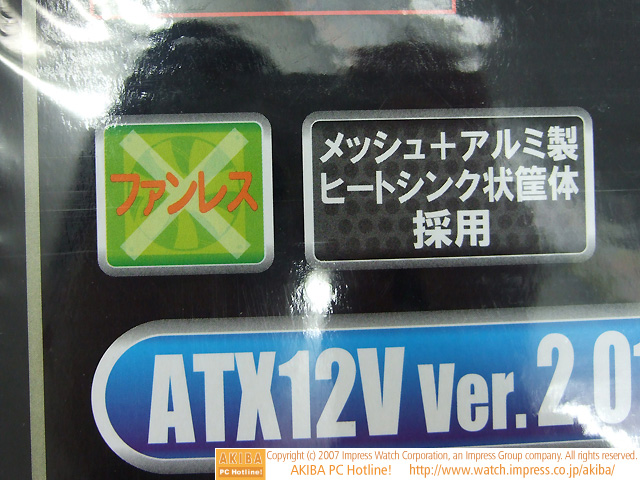 ファンレス
メッシュ＋アルミ製
ヒートシンク状筐体
採用
ATX12V Ver. 2.01
AKIBA
PC Hotline!
Copyright (c) 2007 Impress Watch Corporation, an Impress Group company. All rights reserved.
AKIBA PC Hotline! http://www.watch.impress.co.jp/akiba/